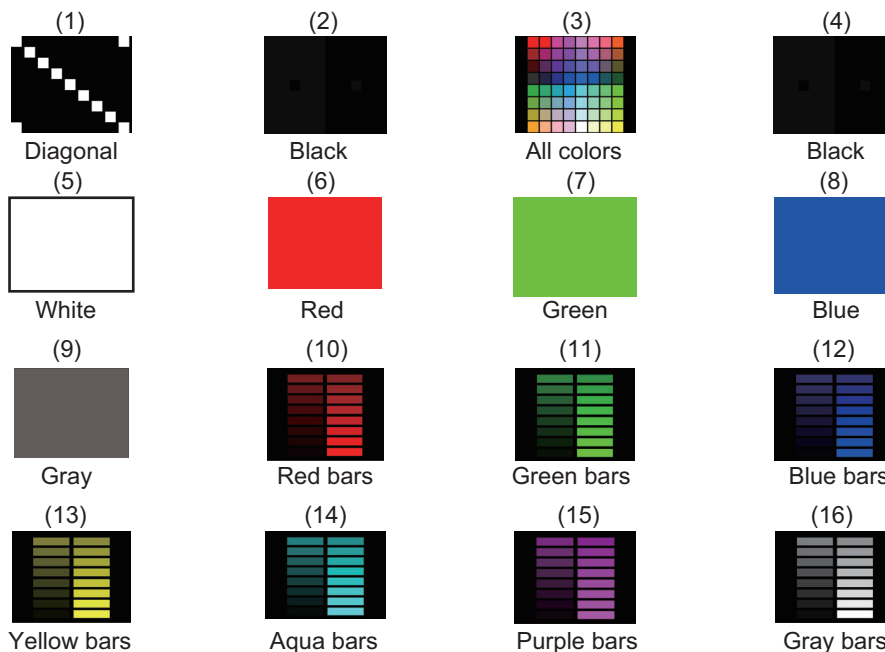 (1) (2) (3) (4)
Diagonal Black All colors Black
(5) (6) (7) (8)
White Red Green Blue
(9) (10) (11) (12)
Gray Red bars Green bars Blue bars
(13) (14) (15) (16)
Yellow bars Aqua bars Purple bars Gray bars